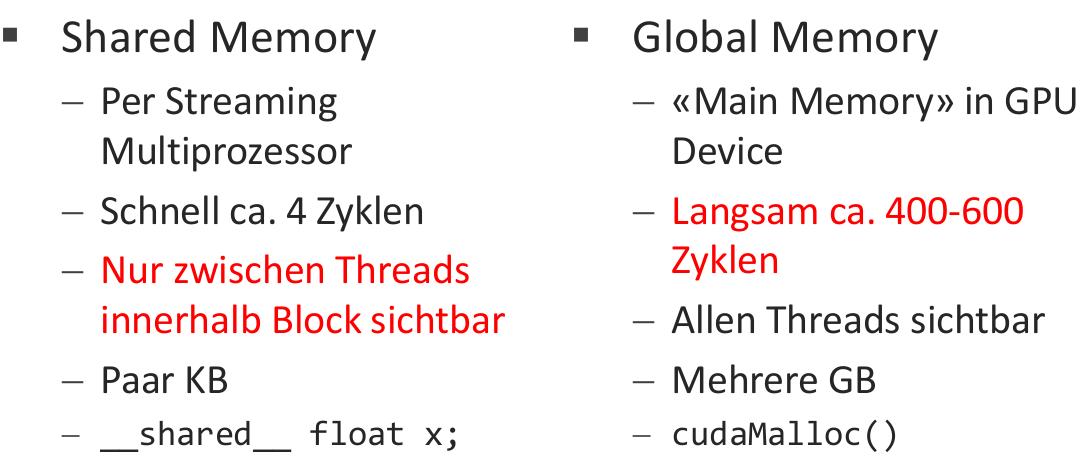 ▪ Shared Memory
– Per Streaming
Multiprozessor
– Schnell ca. 4 Zyklen
– Nur zwischen Threads
innerhalb Block sichtbar
– Paar KB
– __shared__ float x;
▪ Global Memory
– «Main Memory» in GPU
Device
– Langsam ca. 400-600
Zyklen
– Allen Threads sichtbar
– Mehrere GB
– cudaMalloc()